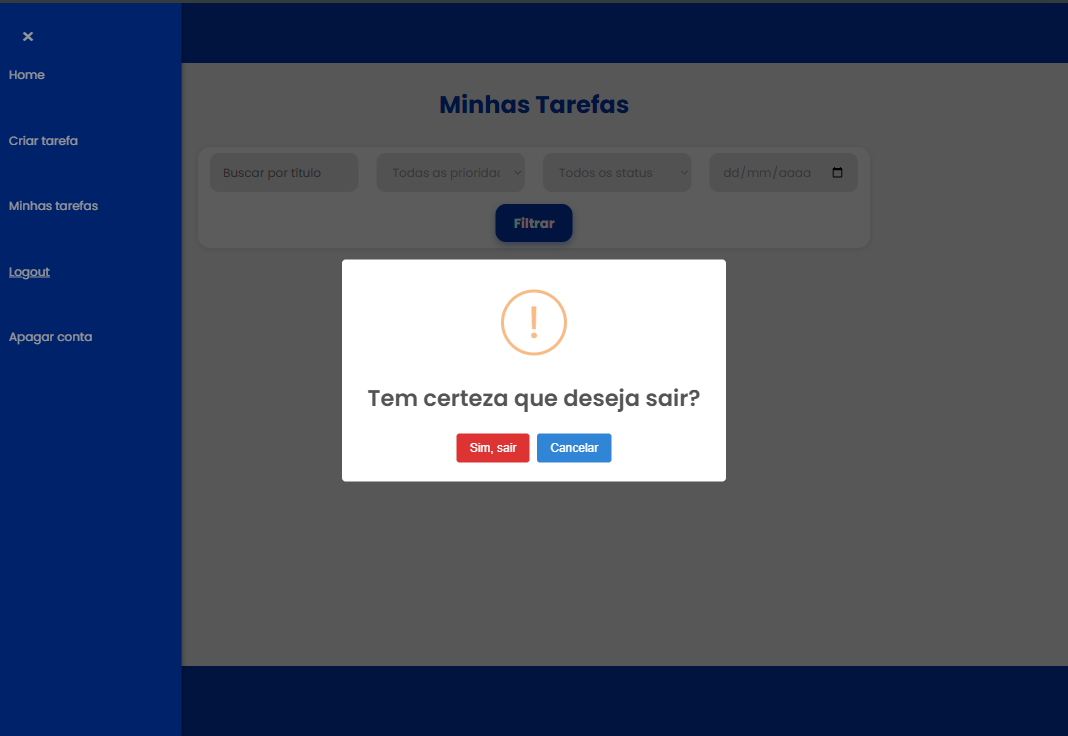 ×
Home
Criar tarefa
Minhas tarefas
Logout
Apagar conta
Minhas Tarefas
Buscar por título
Todas as priorida
Todos os status
dd/mm/aaaa
Filtrar
!
Tem certeza que deseja sair?
Sim, sair
Cancelar